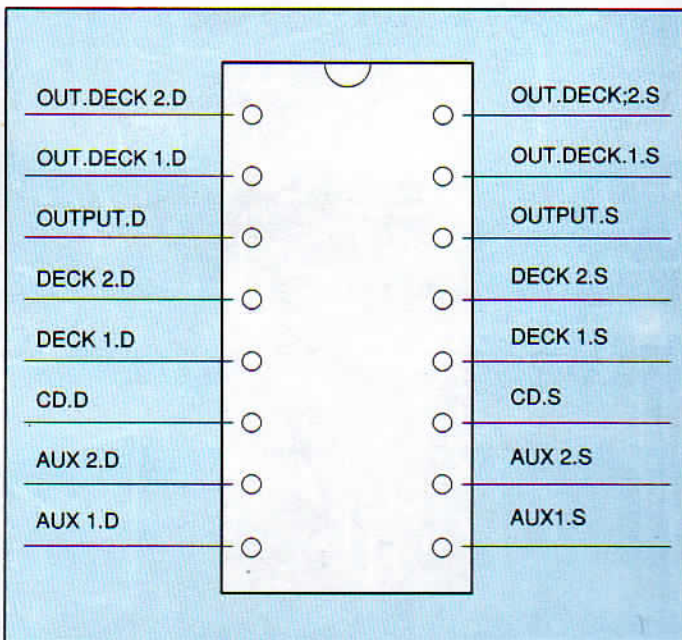 OUT.DECK 2.D
OUT.DECK;2.S
OUT.DECK 1.D
OUT.DECK.1.S
OUTPUT.D
OUTPUT.S
DECK 2.D
DECK 2.S
DECK 1.D
DECK 1.S
CD.D
CD.S
AUX 2.D
AUX 2.S
AUX 1.D
AUX1.S